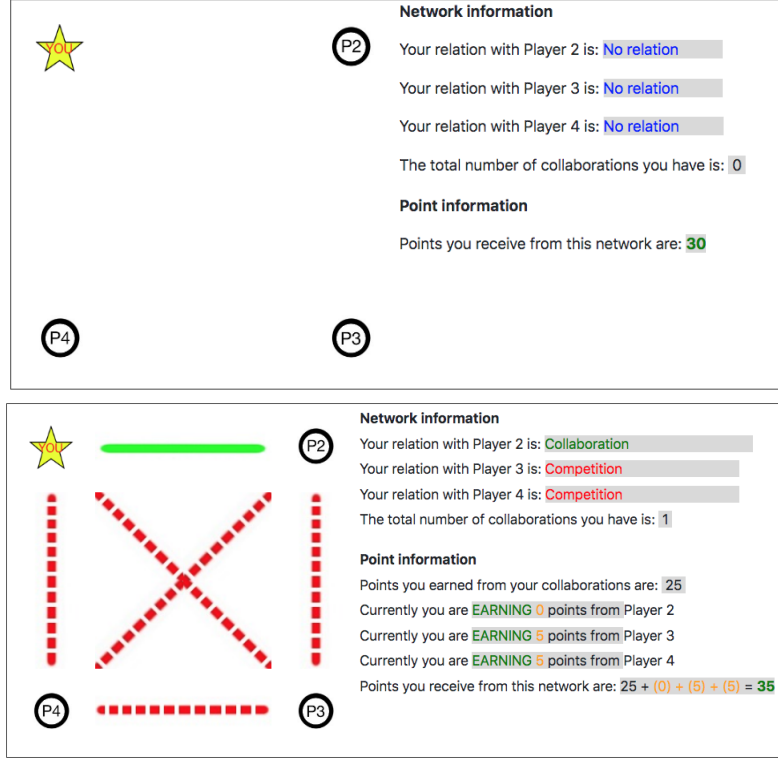 YOU
P2
P4
P3
Network information
Your relation with Player 2 is: No relation
Your relation with Player 3 is: No relation
Your relation with Player 4 is: No relation
The total number of collaborations you have is: 0
Point information
Points you receive from this network are: 30
YOU
P2
P4
P3
Network information
Your relation with Player 2 is: Collaboration
Your relation with Player 3 is: Competition
Your relation with Player 4 is: Competition
The total number of collaborations you have is: 1
Point information
Points you earned from your collaborations are: 25
Currently you are EARNING 0 points from Player 2
Currently you are EARNING 5 points from Player 3
Currently you are EARNING 5 points from Player 4
Points you receive from this network are: 25 + (0) + (5) + (5) = 35